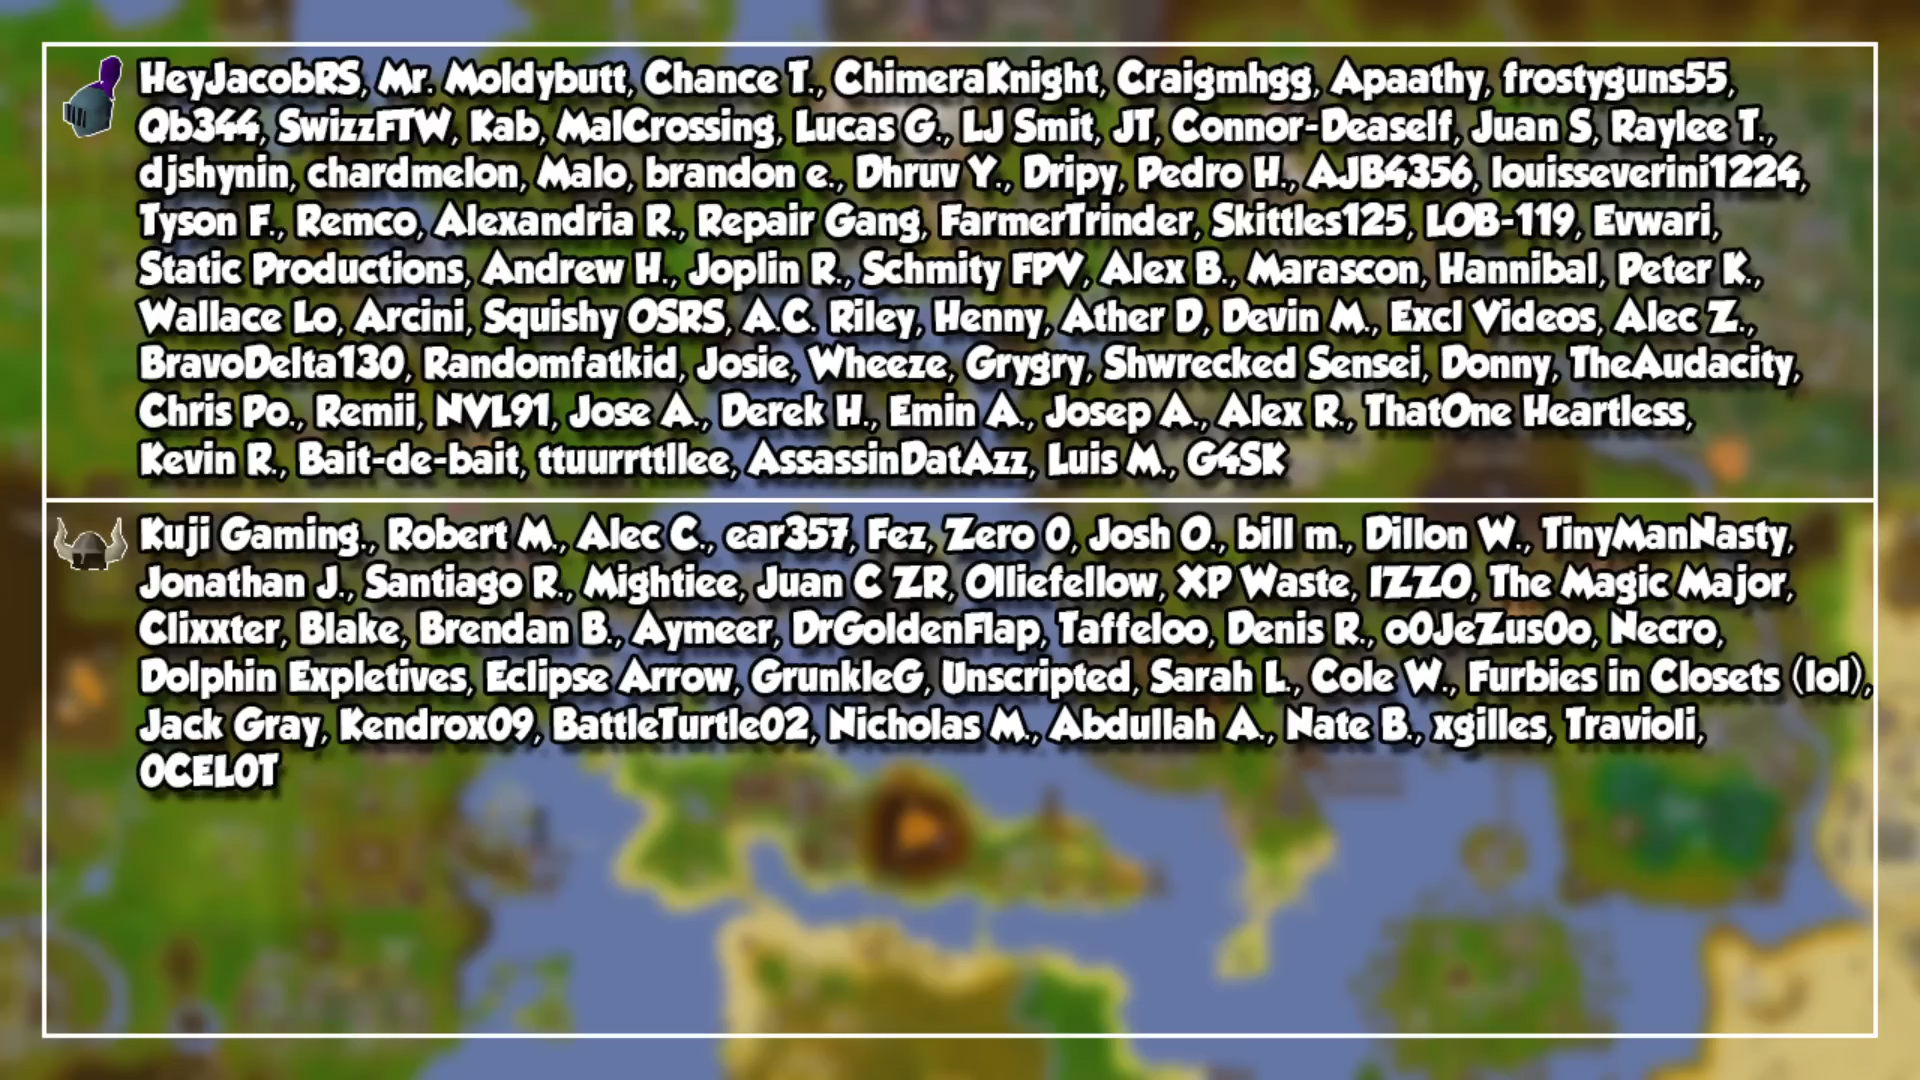 HeyJacobRS, Mr. Moldybutt, Chance T., ChimeraKnight, Craigmhgg, Apaathy, frostyguns55,
Qb344, SwizzFTW, Kab, MalCrossing, Lucas G., LJ Smit, JT, Connor-Deaself, Juan S, Raylee T.,
djshynin, chardmelon, Malo, brandon e., Dhruv Y., Dripy, Pedro H., AJB4356, louisseverini1224,
Tyson F., Remco, Alexandria R., Repair Gang, FarmerTrinder, Skittles125, LOB-119, Evwari,
Static Productions, Andrew H., Joplin R., Schmity FPV, Alex B., Marascon, Hannibal, Peter K.,
Wallace Lo, Arcini, Squishy OSRS, A.C. Riley, Henny, Ather D, Devin M., Excl Videos, Alec Z.,
BravoDelta130, Randomfatkid, Josie, Wheeze, Grygry, Shwrecked Sensei, Donny, TheAudacity,
Chris Po., Remii, NVL91, Jose A., Derek H., Emin A., Josep A., Alex R., ThatOne Heartless,
Kevin R., Bait-de-bait, ttuurrttllee, AssassinDatAzz, Luis M., G4SK
Kuji Gaming., Robert M., Alec C., ear357, Fez, Zero 0, Josh O., bill m., Dillon W., TinyManNasty,
Jonathan J., Santiago R., Mightiee, Juan C ZR, Olliefellow, XP Waste, IZZO, The Magic Major,
Clixxter, Blake, Brendan B., Aymeer, DrGoldenFlap, Taffeloo, Denis R., o0JeZus0o, Necro,
Dolphin Expletives, Eclipse Arrow, GrunkleG, Unscripted, Sarah L., Cole W., Furbies in Closets (lol),
Jack Gray, Kendrox09, BattleTurtle02, Nicholas M., Abdullah A., Nate B., xgilles, Travioli,
OCELOT